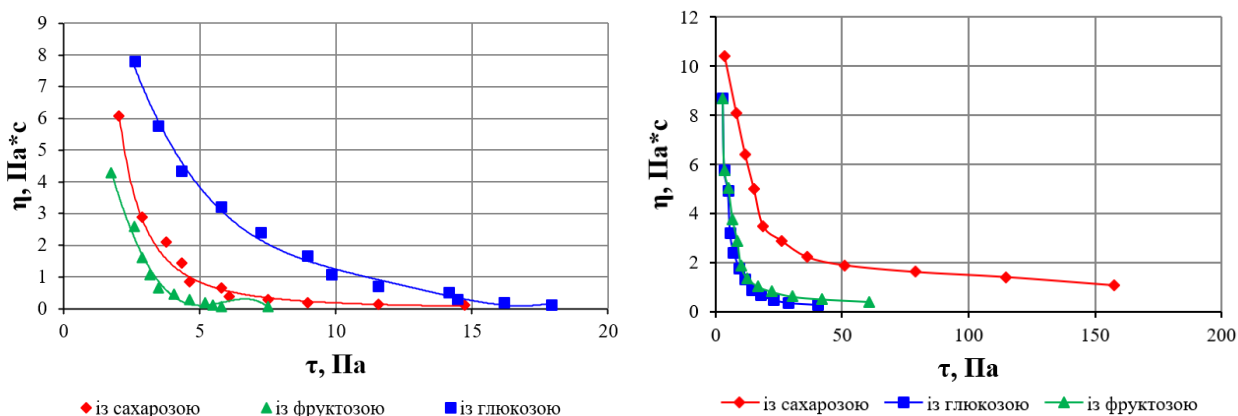 η, Па*с
9
8
7
6
5
4
3
2
1
0
0 5 10 15 20
τ, Па
із сахарозою із фруктозою із глюкозою
η, Па*с
12
10
8
6
4
2
0
0 50 100 150 200
τ, Па
із сахарозою із глюкозою із фруктозою